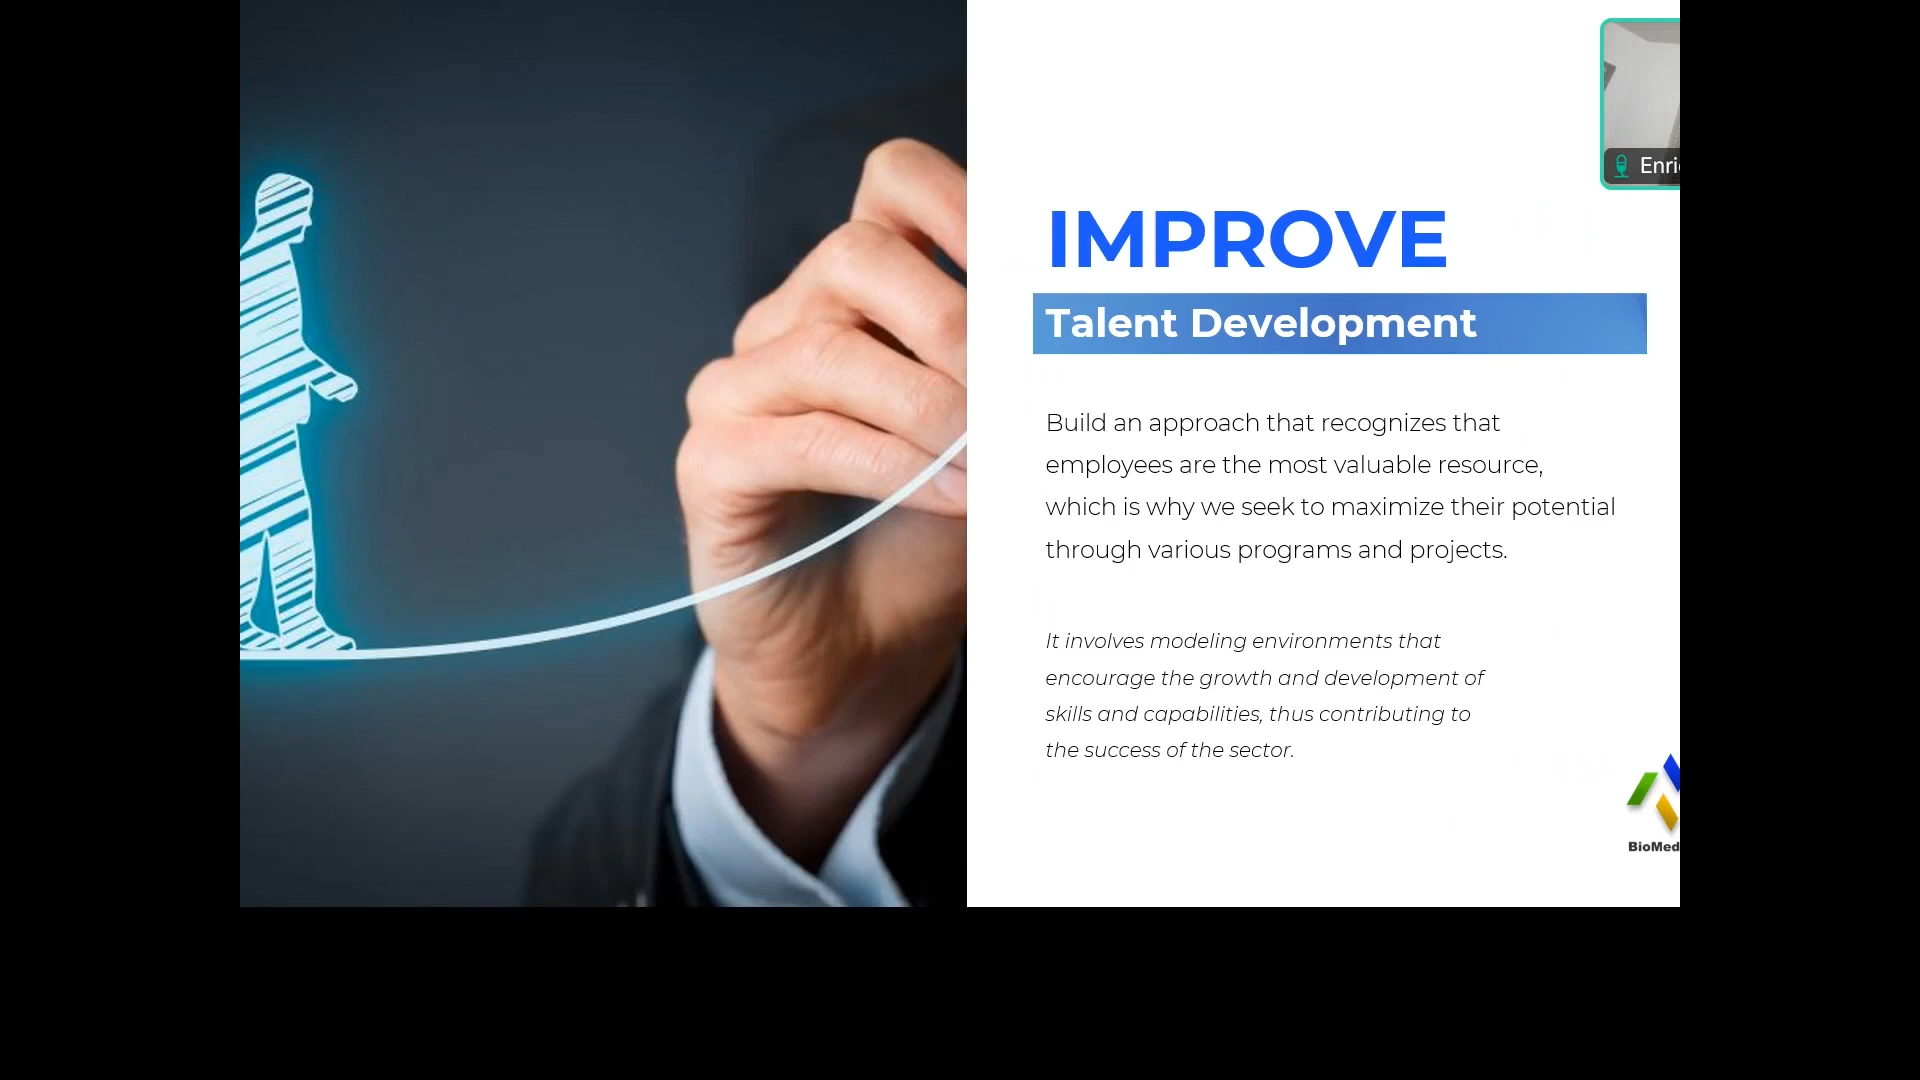 Enri
IMPROVE
Talent Development
Build an approach that recognizes that
employees are the most valuable resource,
which is why we seek to maximize their potential
through various programs and projects.
It involves modeling environments that
encourage the growth and development of
skills and capabilities, thus contributing to
the success of the sector.
BioMed